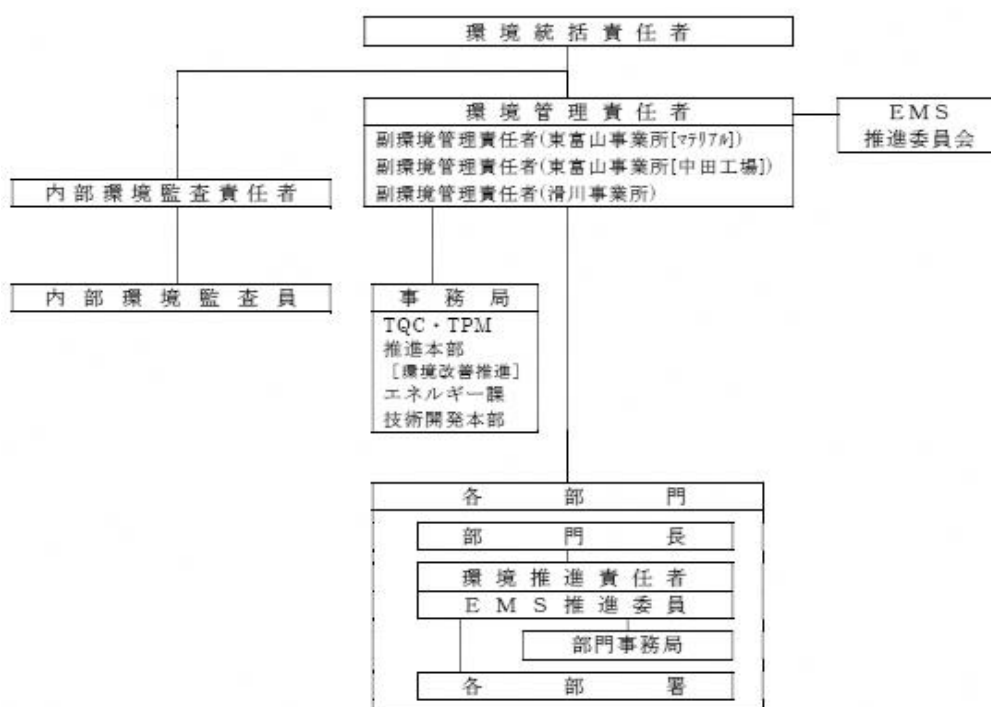 環境統括責任者
環境管理責任者
副環境管理責任者(東富山事業所[ﾏﾃﾘｱﾙ])
副環境管理責任者(東富山事業所[中田工場])
副環境管理責任者(滑川事業所)
EMS
推進委員会
内部環境監査責任者
内部環境監査員
事務局
TQC・TPM
推進本部
[環境改善推進]
エネルギー課
技術開発本部
各部門
部門長
環境推進責任者
EMS推進委員
部門事務局
各部署